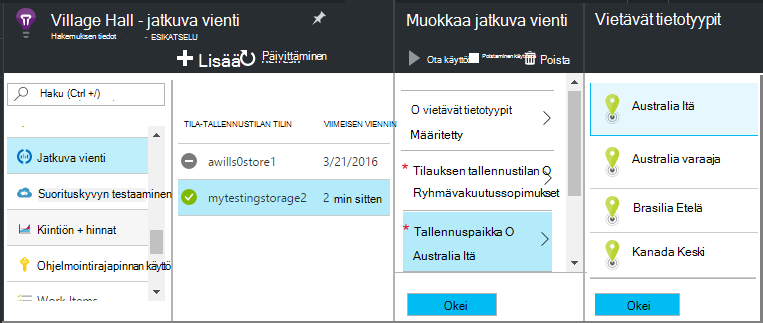 Village Hall - jatkuva vienti
Hakemuksen tiedot - ESIKATSELU
Lisää Päivittäminen
Haku (Ctrl +/)
Jatkuva vienti
Suorituskyvyn testaaminen
Kiintiön + hinnat
Ohjelmointirajapinnan käyttö
Work Items
TILA-TALLENNUSTILAN TILIN VIIMEISEN VIENNIN
awills0store1 3/21/2016
mytestingstorage2 2 min sitten
Muokkaa jatkuva vienti
Ota käyttö Poistaminen käyt Poista
O vietävät tietotyypit
Määritetty
* Tilauksen tallennustilan O
Ryhmävakuutussopimukset
* Tallennuspaikka O
Australia Itä
Okei
Vietävät tietotyypit
Australia Itä
Australia varaaja
Brasilia Etelä
Kanada Keski
Okei